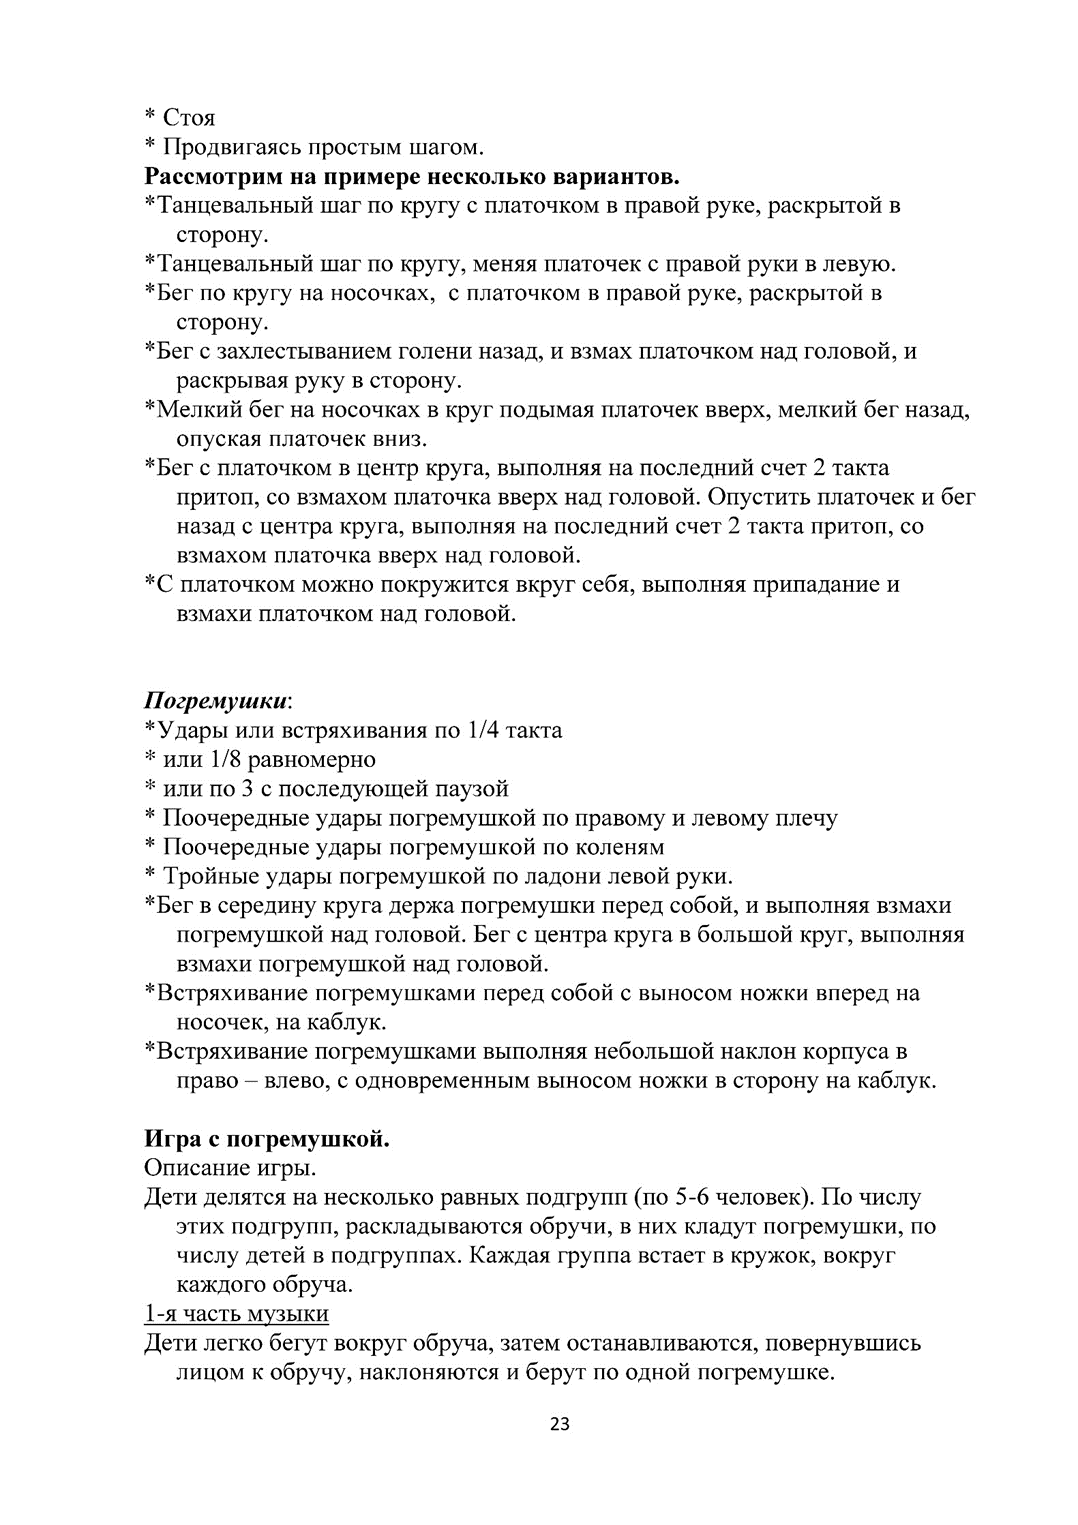 * Стоя
* Продвигаясь простым шагом.
Рассмотрим на примере несколько вариантов.
*Танцевальный шаг по кругу с платочком в правой руке, раскрытой в
сторону.
*Танцевальный шаг по кругу, меняя платочек с правой руки в левую.
*Бег по кругу на носочках,  с платочком в правой руке, раскрытой в
сторону.
*Бег с захлестыванием голени назад, и взмах платочком над головой, и
раскрывая руку в сторону.
*Мелкий бег на носочках в круг подымая платочек вверх, мелкий бег назад,
опуская платочек вниз.
*Бег с платочком в центр круга, выполняя на последний счет 2 такта
притоп, со взмахом платочка вверх над головой. Опустить платочек и бег
назад с центра круга, выполняя на последний счет 2 такта притоп, со
взмахом платочка вверх над головой.
*С платочком можно покружится вкруг себя, выполняя припадание и
взмахи платочком над головой.
Погремушки:
*Удары или встряхивания по 1/4 такта
* или 1/8 равномерно
* или по 3 с последующей паузой
* Поочередные удары погремушкой по правому и левому плечу
* Поочередные удары погремушкой по коленям
* Тройные удары погремушкой по ладони левой руки.
*Бег в середину круга держа погремушки перед собой, и выполняя взмахи
погремушкой над головой. Бег с центра круга в большой круг, выполняя
взмахи погремушкой над головой.
*Встряхивание погремушками перед собой с выносом ножки вперед на
носочек, на каблук.
*Встряхивание погремушками выполняя небольшой наклон корпуса в
право – влево, с одновременным выносом ножки в сторону на каблук.
Игра с погремушкой.
Описание игры.
Дети делятся на несколько равных подгрупп (по 5-6 человек). По числу
этих подгрупп, раскладываются обручи, в них кладут погремушки, по
числу детей в подгруппах. Каждая группа встает в кружок, вокруг
каждого обруча.
1-я часть музыки
Дети легко бегут вокруг обруча, затем останавливаются, повернувшись
лицом к обручу, наклоняются и берут по одной погремушке.
23